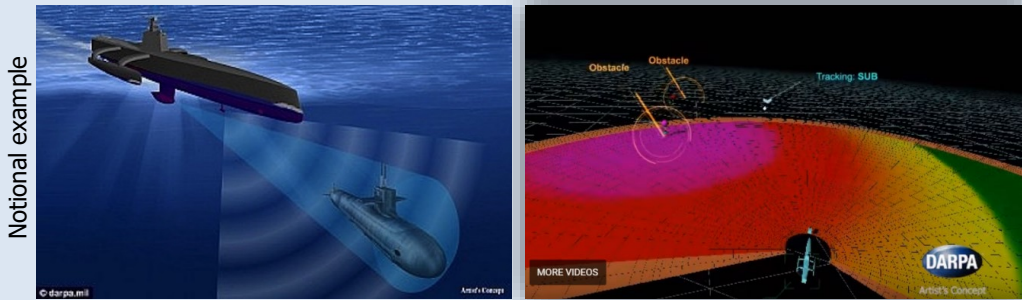 Notional example
© darpa.mil
Artist's Concept
Obstacle
Obstacle
Tracking: SUB
MORE VIDEOS
DARPA
Artist's Concept